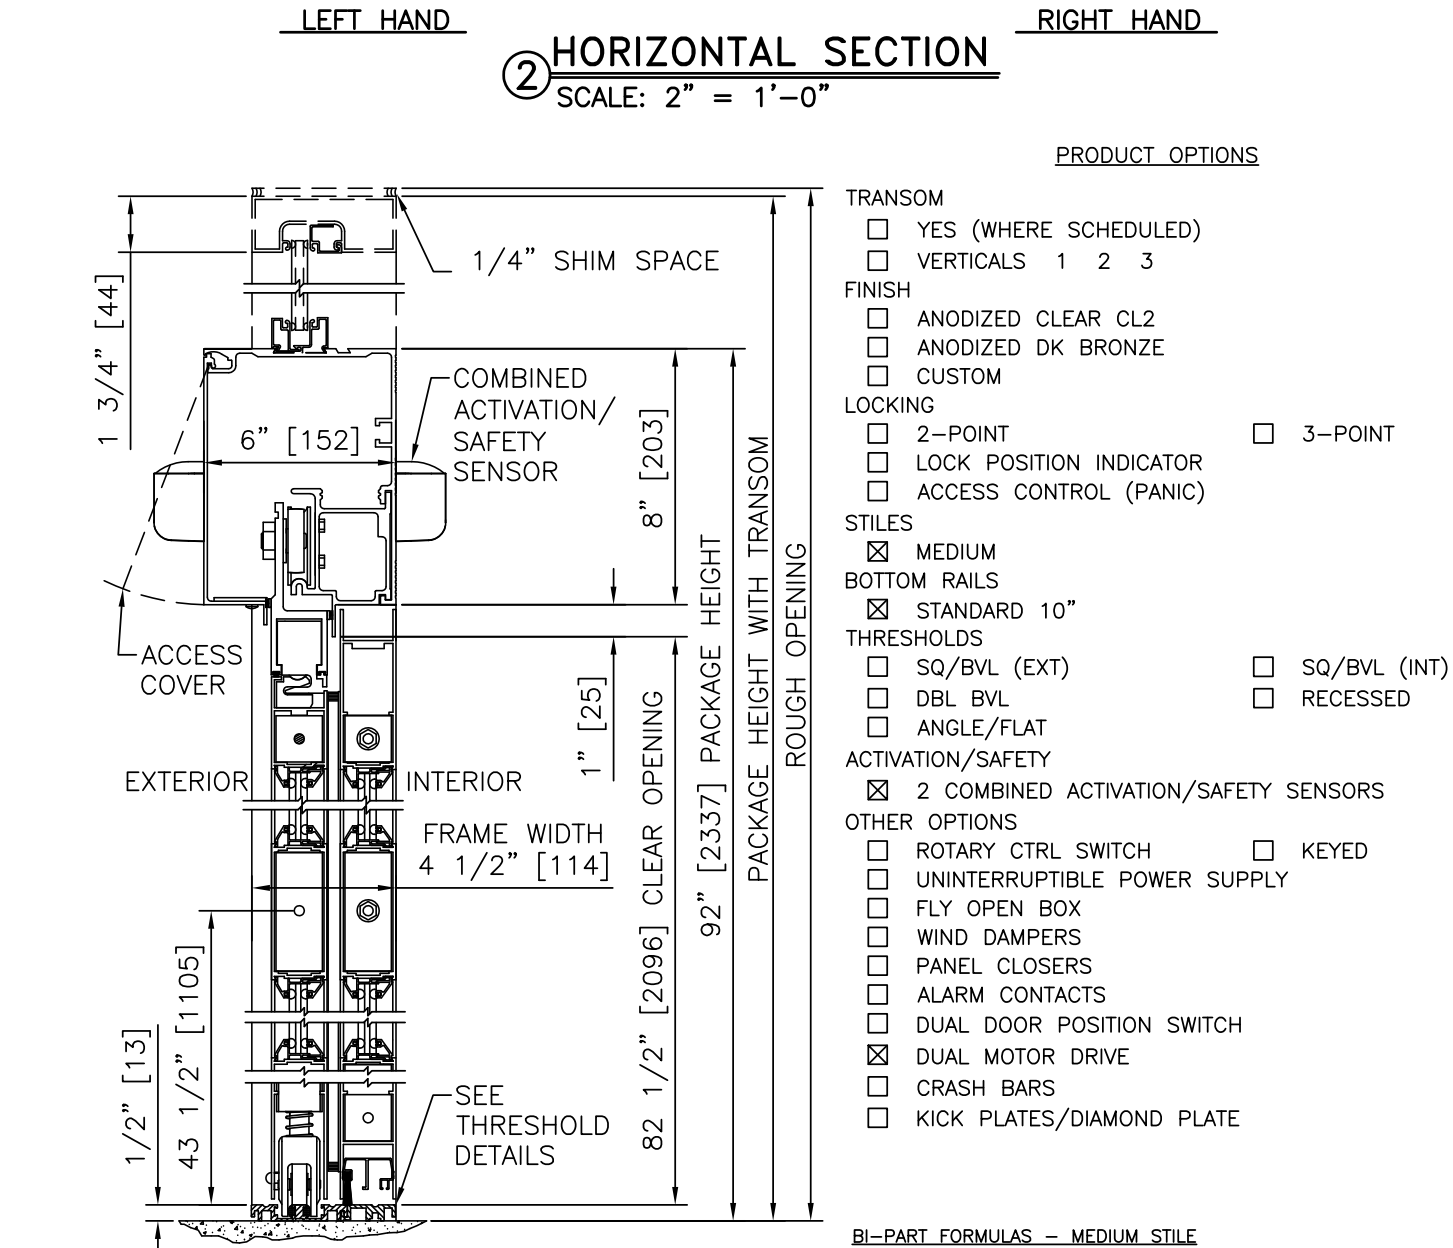 LEFT HAND
RIGHT HAND
2 HORIZONTAL SECTION
SCALE: 2" = 1'-0"
1/4" SHIM SPACE
1 3/4" [44]
COMBINED
ACTIVATION/
SAFETY
SENSOR
6" [152]
8" [203]
ACCESS
COVER
1" [25]
EXTERIOR
INTERIOR
FRAME WIDTH
4 1/2" [114]
82 1/2" [2096] CLEAR OPENING
92" [2337] PACKAGE HEIGHT
PACKAGE HEIGHT WITH TRANSOM
ROUGH OPENING
43 1/2" [1105]
1/2" [13]
SEE
THRESHOLD
DETAILS
PRODUCT OPTIONS
TRANSOM
YES (WHERE SCHEDULED)
VERTICALS 1 2 3
FINISH
ANODIZED CLEAR CL2
ANODIZED DK BRONZE
CUSTOM
LOCKING
2-POINT 3-POINT
LOCK POSITION INDICATOR
ACCESS CONTROL (PANIC)
STILES
MEDIUM
BOTTOM RAILS
STANDARD 10"
THRESHOLDS
SQ/BVL (EXT) SQ/BVL (INT)
DBL BVL RECESSED
ANGLE/FLAT
ACTIVATION/SAFETY
2 COMBINED ACTIVATION/SAFETY SENSORS
OTHER OPTIONS
ROTARY CTRL SWITCH KEYED
UNINTERRUPTIBLE POWER SUPPLY
FLY OPEN BOX
WIND DAMPERS
PANEL CLOSERS
ALARM CONTACTS
DUAL DOOR POSITION SWITCH
DUAL MOTOR DRIVE
CRASH BARS
KICK PLATES/DIAMOND PLATE
BI-PART FORMULAS - MEDIUM STILE